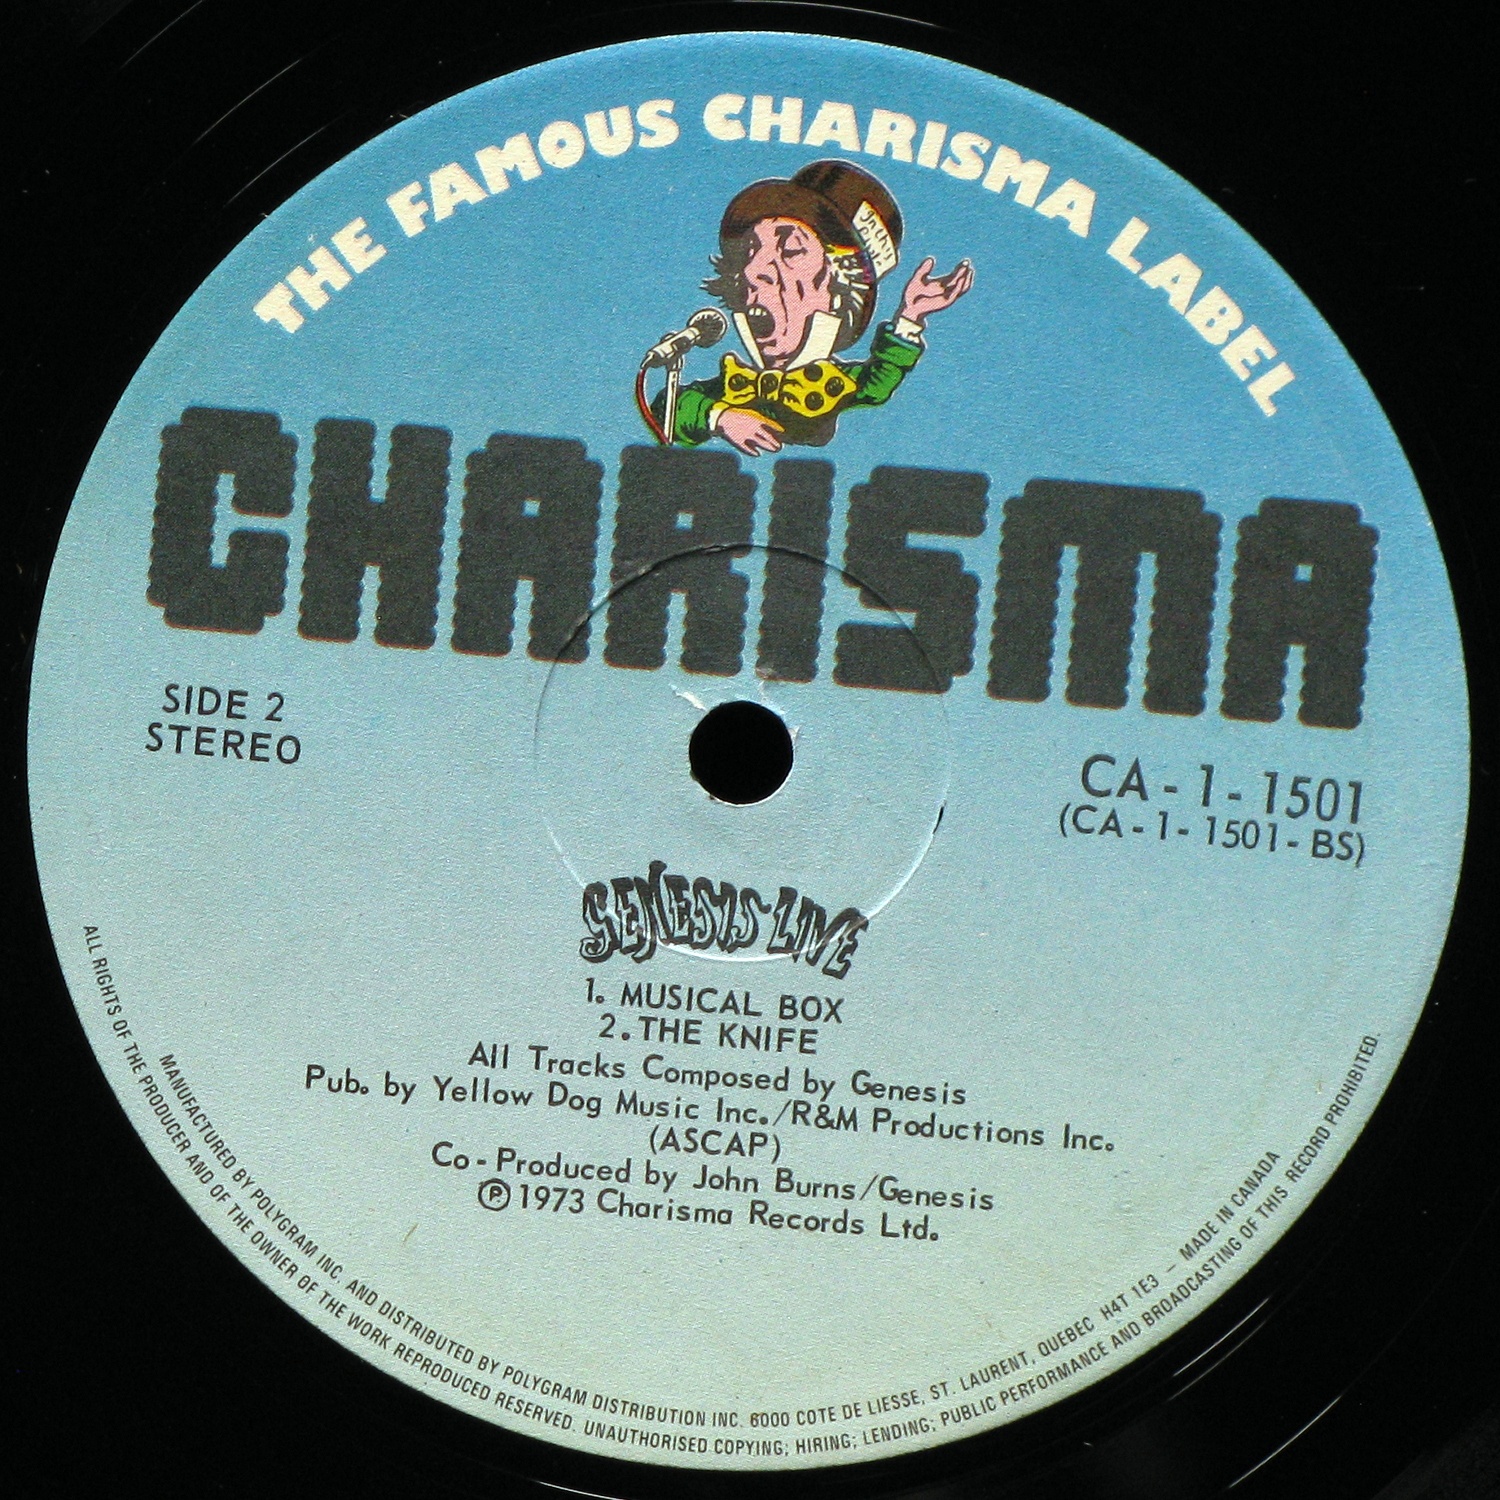 THE FAMOUS CHARISMA LABEL
In this
CHARISMA
SIDE 2
STEREO
CA - 1 - 1501
(CA - 1 - 1501 - BS)
GENESIS LIVE
1. MUSICAL BOX
2. THE KNIFE
All Tracks Composed by Genesis
Pub. by Yellow Dog Music Inc./R&M Productions Inc.
(ASCAP)
Co-Produced by John Burns/Genesis
℗ 1973 Charisma Records Ltd.
MANUFACTURED BY POLYGRAM INC. AND DISTRIBUTED BY POLYGRAM DISTRIBUTION INC. 6000 COTE DE LIESSE, ST. LAURENT, QUEBEC H4T 1E3 – MADE IN CANADA
ALL RIGHTS OF THE PRODUCER AND OF THE OWNER OF THE WORK REPRODUCED RESERVED. UNAUTHORISED COPYING; HIRING; LENDING; PUBLIC PERFORMANCE AND BROADCASTING OF THIS RECORD PROHIBITED.